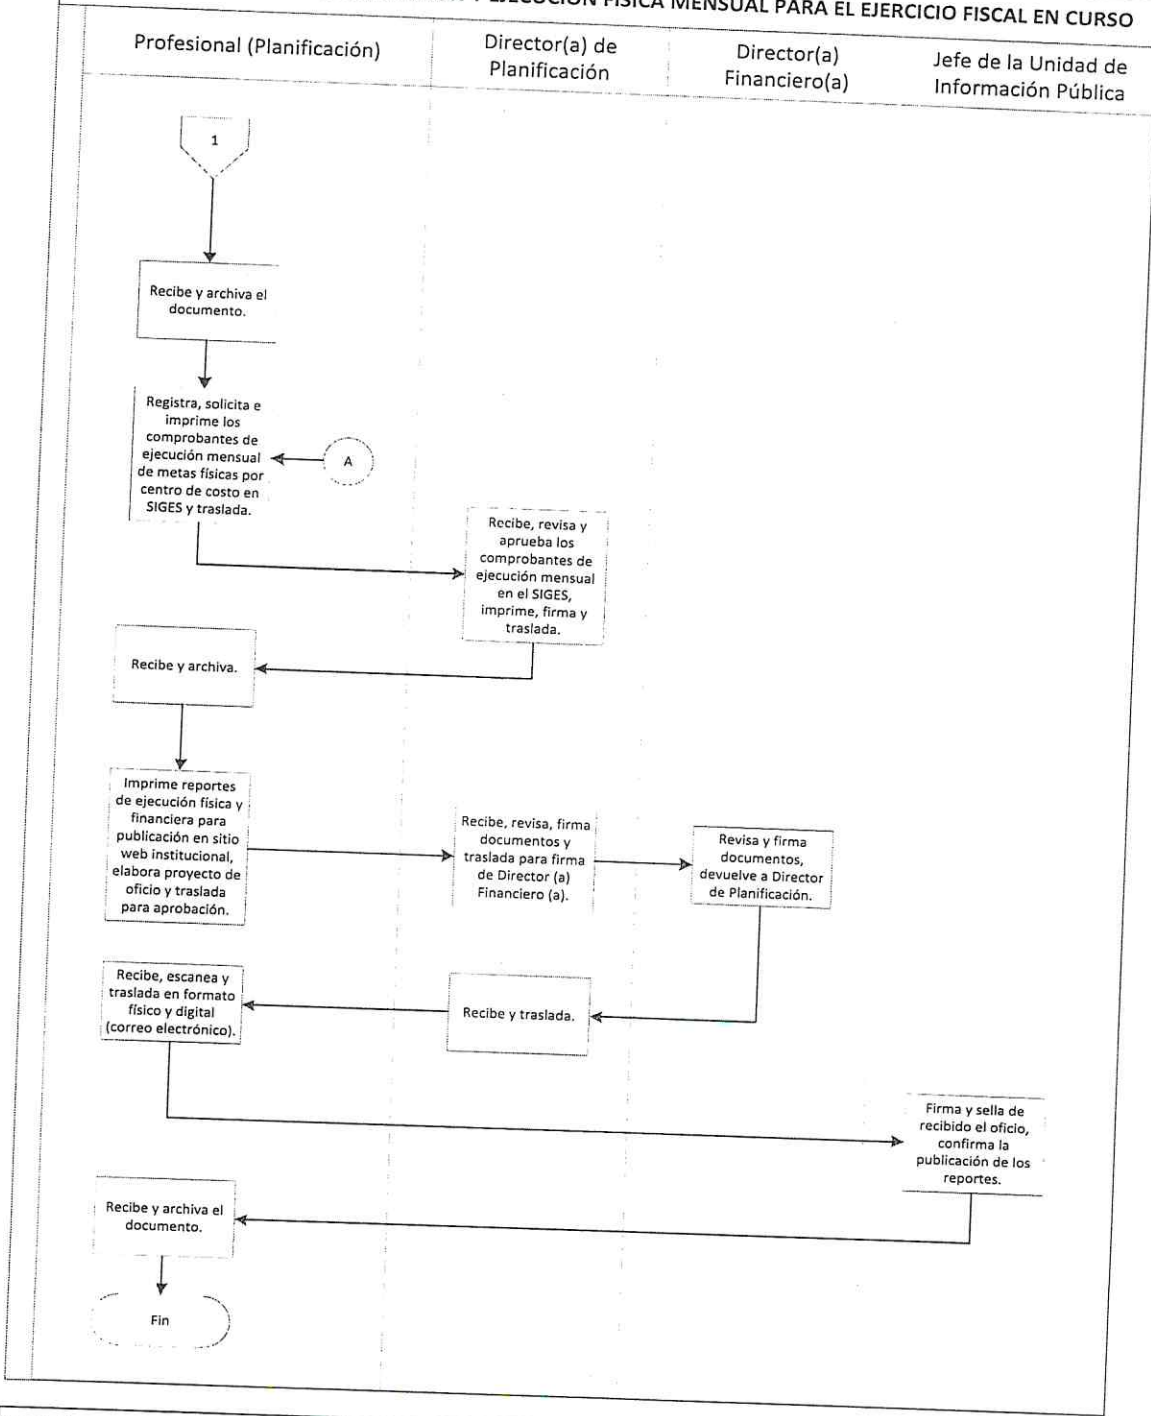 EJECUCIÓN FÍSICA MENSUAL PARA EL EJERCICIO FISCAL EN CURSO
Profesional (Planificación)
Director(a) de
Planificación
Director(a)
Financiero(a)
Jefe de la Unidad de
Información Pública
1
Recibe y archiva el
documento.
Registra, solicita e
imprime los
comprobantes de
ejecución mensual
de metas físicas por
centro de costo en
SIGES y traslada.
A
Recibe, revisa y
aprueba los
comprobantes de
ejecución mensual
en el SIGES,
imprime, firma y
traslada.
Recibe y archiva.
Imprime reportes
de ejecución física y
financiera para
publicación en sitio
web institucional,
elabora proyecto de
oficio y traslada
para aprobación.
Recibe, revisa, firma
documentos y
traslada para firma
de Director (a)
Financiero (a).
Revisa y firma
documentos,
devuelve a Director
de Planificación.
Recibe, escanea y
traslada en formato
físico y digital
(correo electrónico).
Recibe y traslada.
Firma y sella de
recibido el oficio,
confirma la
publicación de los
reportes.
Recibe y archiva el
documento.
Fin